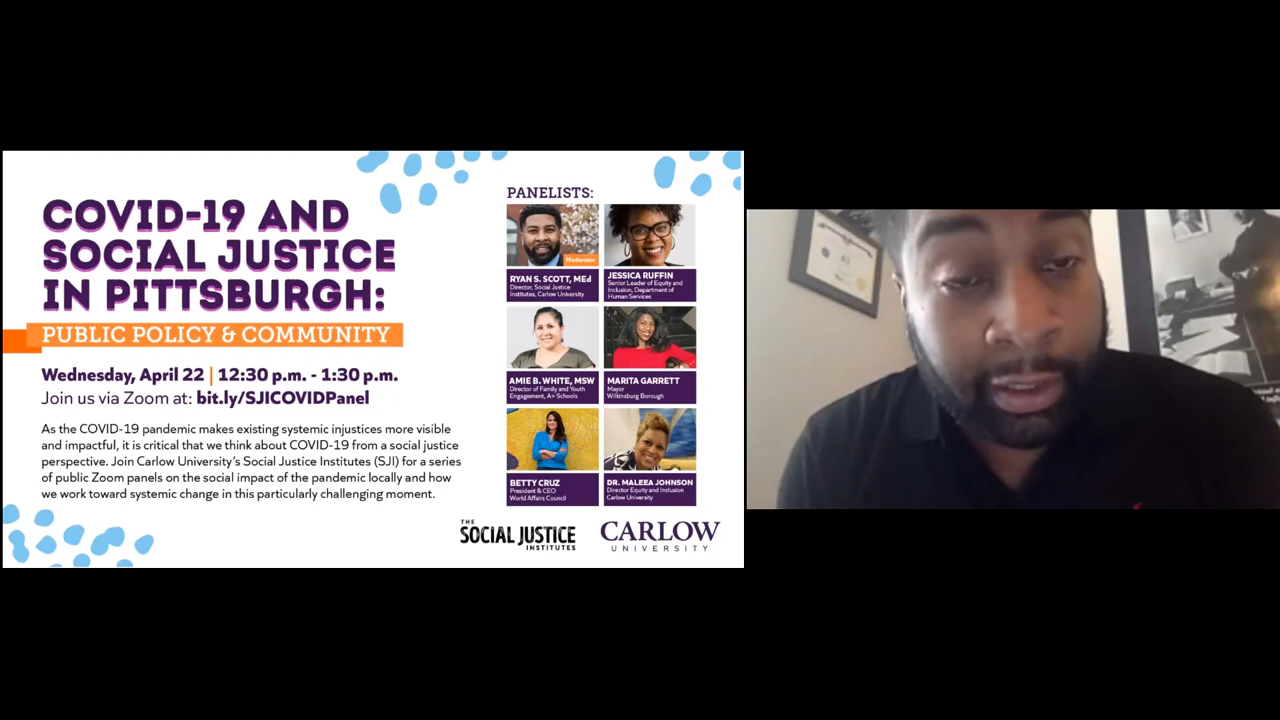 COVID-19 AND
SOCIAL JUSTICE
IN PITTSBURGH:
PUBLIC POLICY & COMMUNITY
Wednesday, April 22 | 12:30 p.m. - 1:30 p.m.
Join us via Zoom at: bit.ly/SJICOVIDPanel
As the COVID-19 pandemic makes existing systemic injustices more visible
and impactful, it is critical that we think about COVID-19 from a social justice
perspective. Join Carlow University's Social Justice Institutes (SJI) for a series
of public Zoom panels on the social impact of the pandemic locally and how
we work toward systemic change in this particularly challenging moment.
PANELISTS:
Moderator
RYAN S. SCOTT, MEd
Director, Social Justice
Institutes, Carlow University
JESSICA RUFFIN
Senior Leader of Equity and
Inclusion, Department of
Human Services
AMIE B. WHITE, MSW
Director of Family and Youth
Engagement, A+ Schools
MARITA GARRETT
Mayor
Wilkinsburg Borough
BETTY CRUZ
President & CEO
World Affairs Council
DR. MALEEA JOHNSON
Director Equity and Inclusion
Carlow University
THE
SOCIAL JUSTICE
INSTITUTES
CARLOW
UNIVERSITY